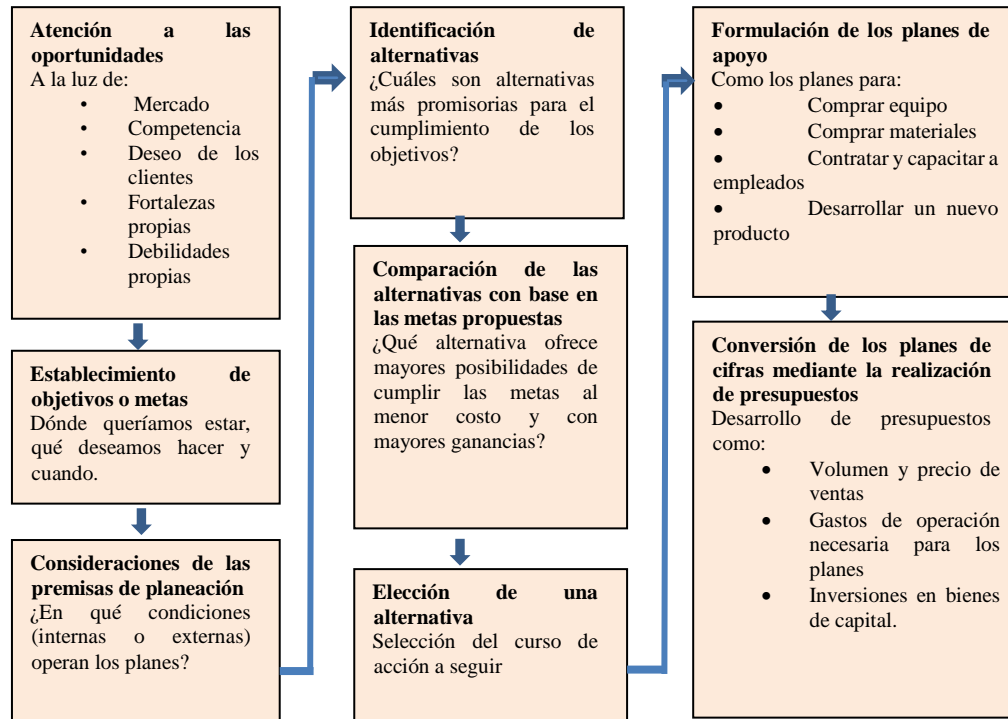 Atención a las
oportunidades
A la luz de:
• Mercado
• Competencia
• Deseo de los
clientes
• Fortalezas
propias
• Debilidades
propias
Establecimiento de
objetivos o metas
Dónde queríamos estar,
qué deseamos hacer y
cuando.
Consideraciones de las
premisas de planeación
¿En qué condiciones
(internas o externas)
operan los planes?
Identificación de
alternativas
¿Cuáles son alternativas
más promisorias para el
cumplimiento de los
objetivos?
Comparación de las
alternativas con base en
las metas propuestas
¿Qué alternativa ofrece
mayores posibilidades de
cumplir las metas al
menor costo y con
mayores ganancias?
Elección de una
alternativa
Selección del curso de
acción a seguir
Formulación de los planes de
apoyo
Como los planes para:
• Comprar equipo
• Comprar materiales
• Contratar y capacitar a
empleados
• Desarrollar un nuevo
producto
Conversión de los planes de
cifras mediante la realización
de presupuestos
Desarrollo de presupuestos
como:
• Volumen y precio de
ventas
• Gastos de operación
necesaria para los
planes
• Inversiones en bienes
de capital.